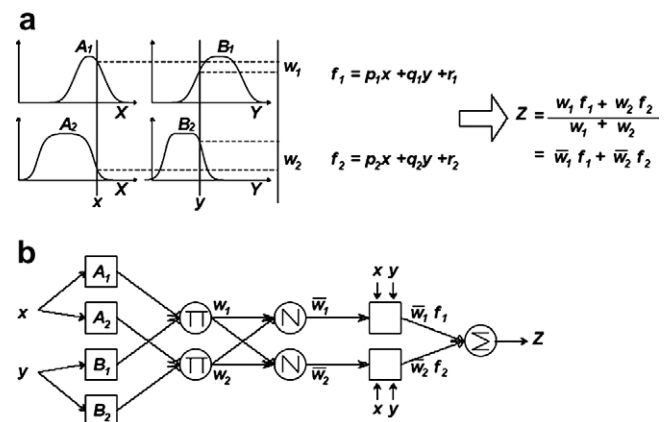 a
A₁ B₁
w₁
X Y
f₁ = p₁x + q₁y + r₁
A₂ B₂
w₂
X Y
x y
f₂ = p₂x + q₂y + r₂
Z = w₁ f₁ + w₂ f₂
w₁ + w₂
= w̅₁ f₁ + w̅₂ f₂
b
x
y
A₁
A₂
B₁
B₂
Π w₁ N w̅₁
Π w₂ N w̅₂
x y
w̅₁ f₁
w̅₂ f₂
x y
Σ Z